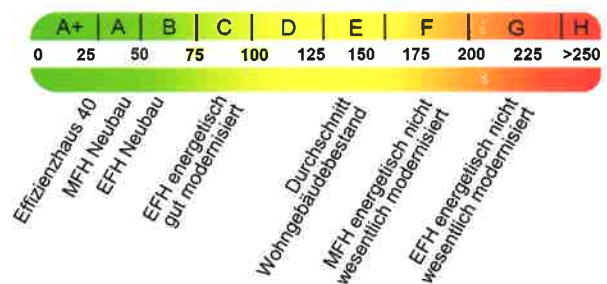 A+ A B C D E F G H
0 25 50 75 100 125 150 175 200 225 >250
Effizienzhaus 40
MFH Neubau
EFH Neubau
EFH energetisch
gut modernisiert
Durchschnitt
Wohngebäudebestand
MFH energetisch nicht
wesentlich modernisiert
EFH energetisch nicht
wesentlich modernisiert